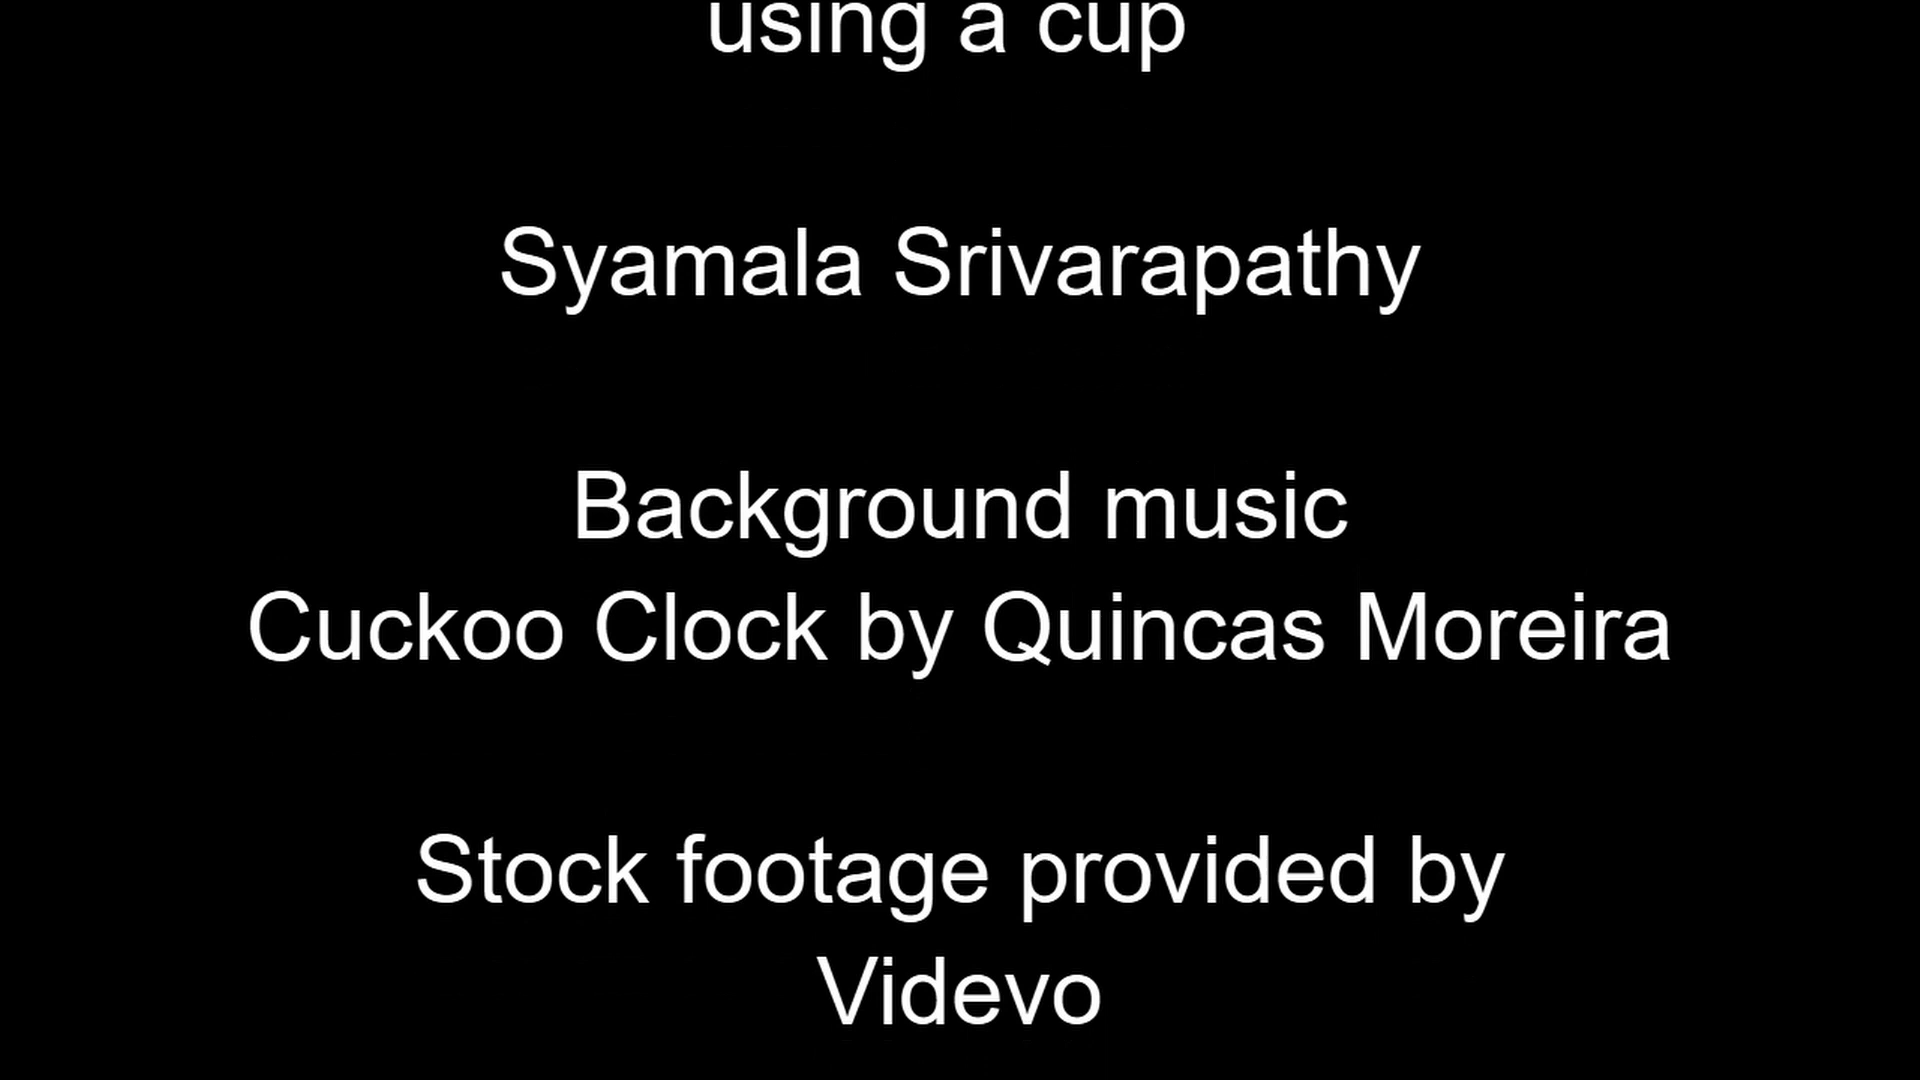 using a cup
Syamala Srivarapathy
Background music
Cuckoo Clock by Quincas Moreira
Stock footage provided by
Videvo